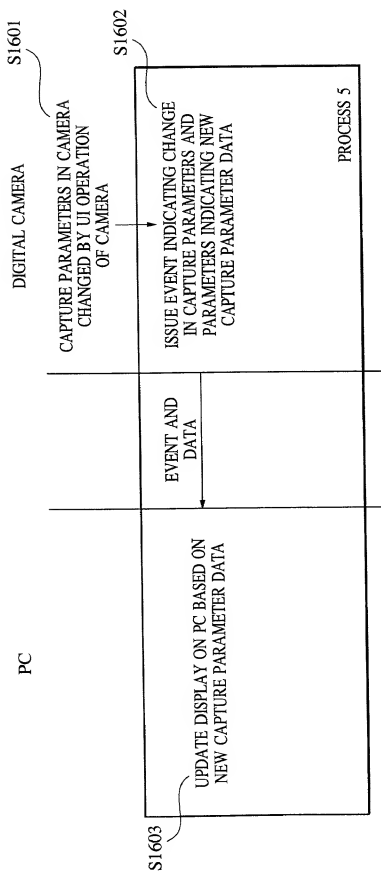 PC
DIGITAL CAMERA
S1601
CAPTURE PARAMETERS IN CAMERA
CHANGED BY UI OPERATION
OF CAMERA
S1602
ISSUE EVENT INDICATING CHANGE
IN CAPTURE PARAMETERS AND
PARAMETERS INDICATING NEW
CAPTURE PARAMETER DATA
EVENT AND
DATA
S1603
UPDATE DISPLAY ON PC BASED ON
NEW CAPTURE PARAMETER DATA
PROCESS 5